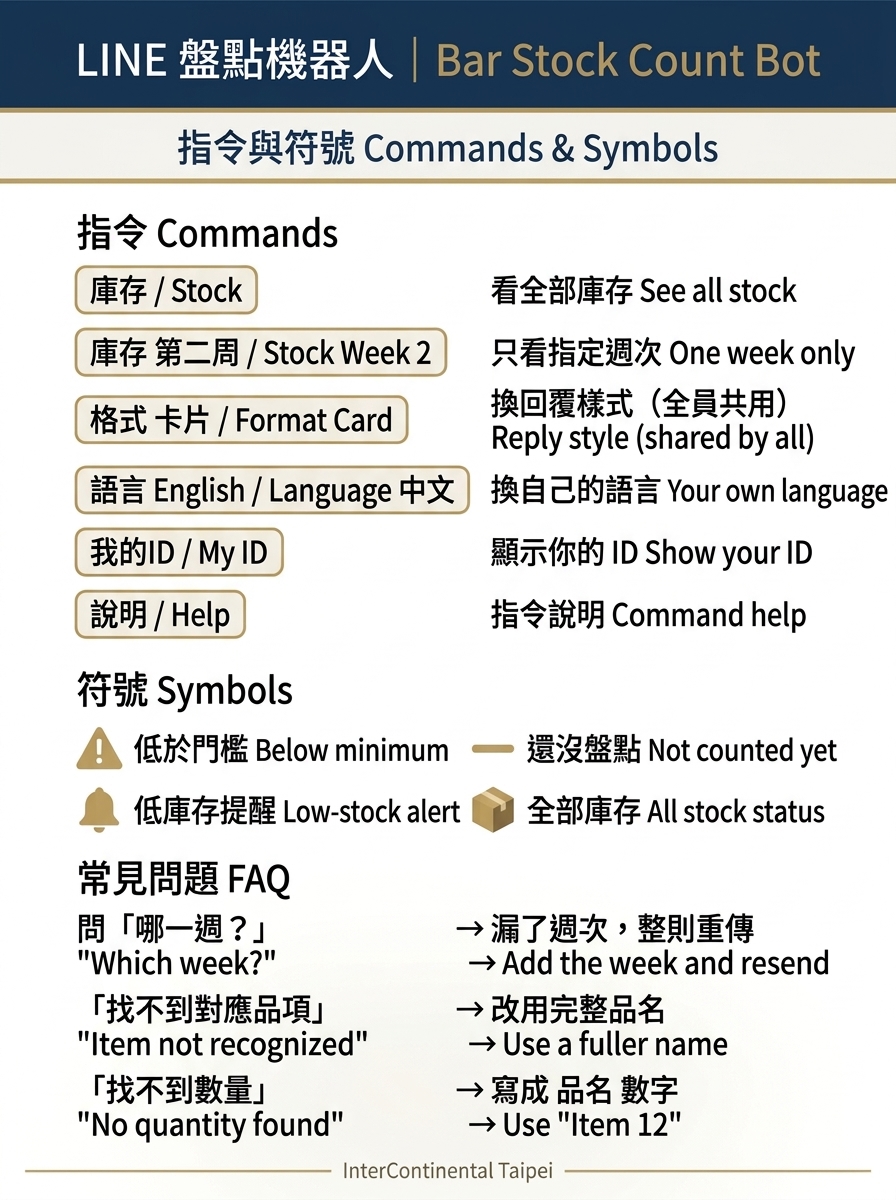 LINE 盤點機器人｜Bar Stock Count Bot
指令與符號 Commands & Symbols
指令 Commands
庫存 / Stock
看全部庫存 See all stock
庫存 第二周 / Stock Week 2
只看指定週次 One week only
格式 卡片 / Format Card
換回覆樣式（全員共用）
Reply style (shared by all)
語言 English / Language 中文
換自己的語言 Your own language
我的ID / My ID
顯示你的 ID Show your ID
說明 / Help
指令說明 Command help
符號 Symbols
低於門檻 Below minimum
還沒盤點 Not counted yet
低庫存提醒 Low-stock alert
全部庫存 All stock status
常見問題 FAQ
問「哪一週？」
→ 漏了週次，整則重傳
"Which week?"
→ Add the week and resend
「找不到對應品項」
→ 改用完整品名
"Item not recognized"
→ Use a fuller name
「找不到數量」
→ 寫成 品名 數字
"No quantity found"
→ Use "Item 12"
InterContinental Taipei